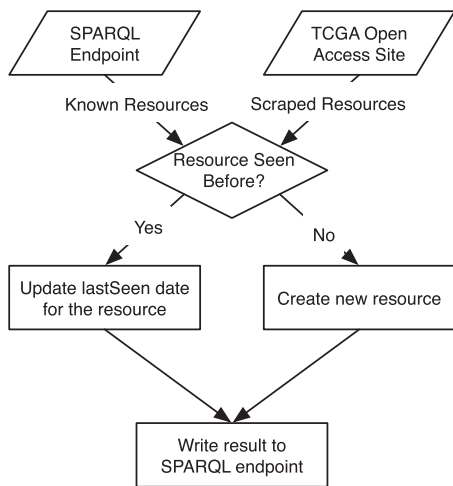 SPARQL
Endpoint
TCGA Open
Access Site
Known Resources
Scraped Resources
Resource Seen
Before?
Yes
No
Update lastSeen date
for the resource
Create new resource
Write result to
SPARQL endpoint